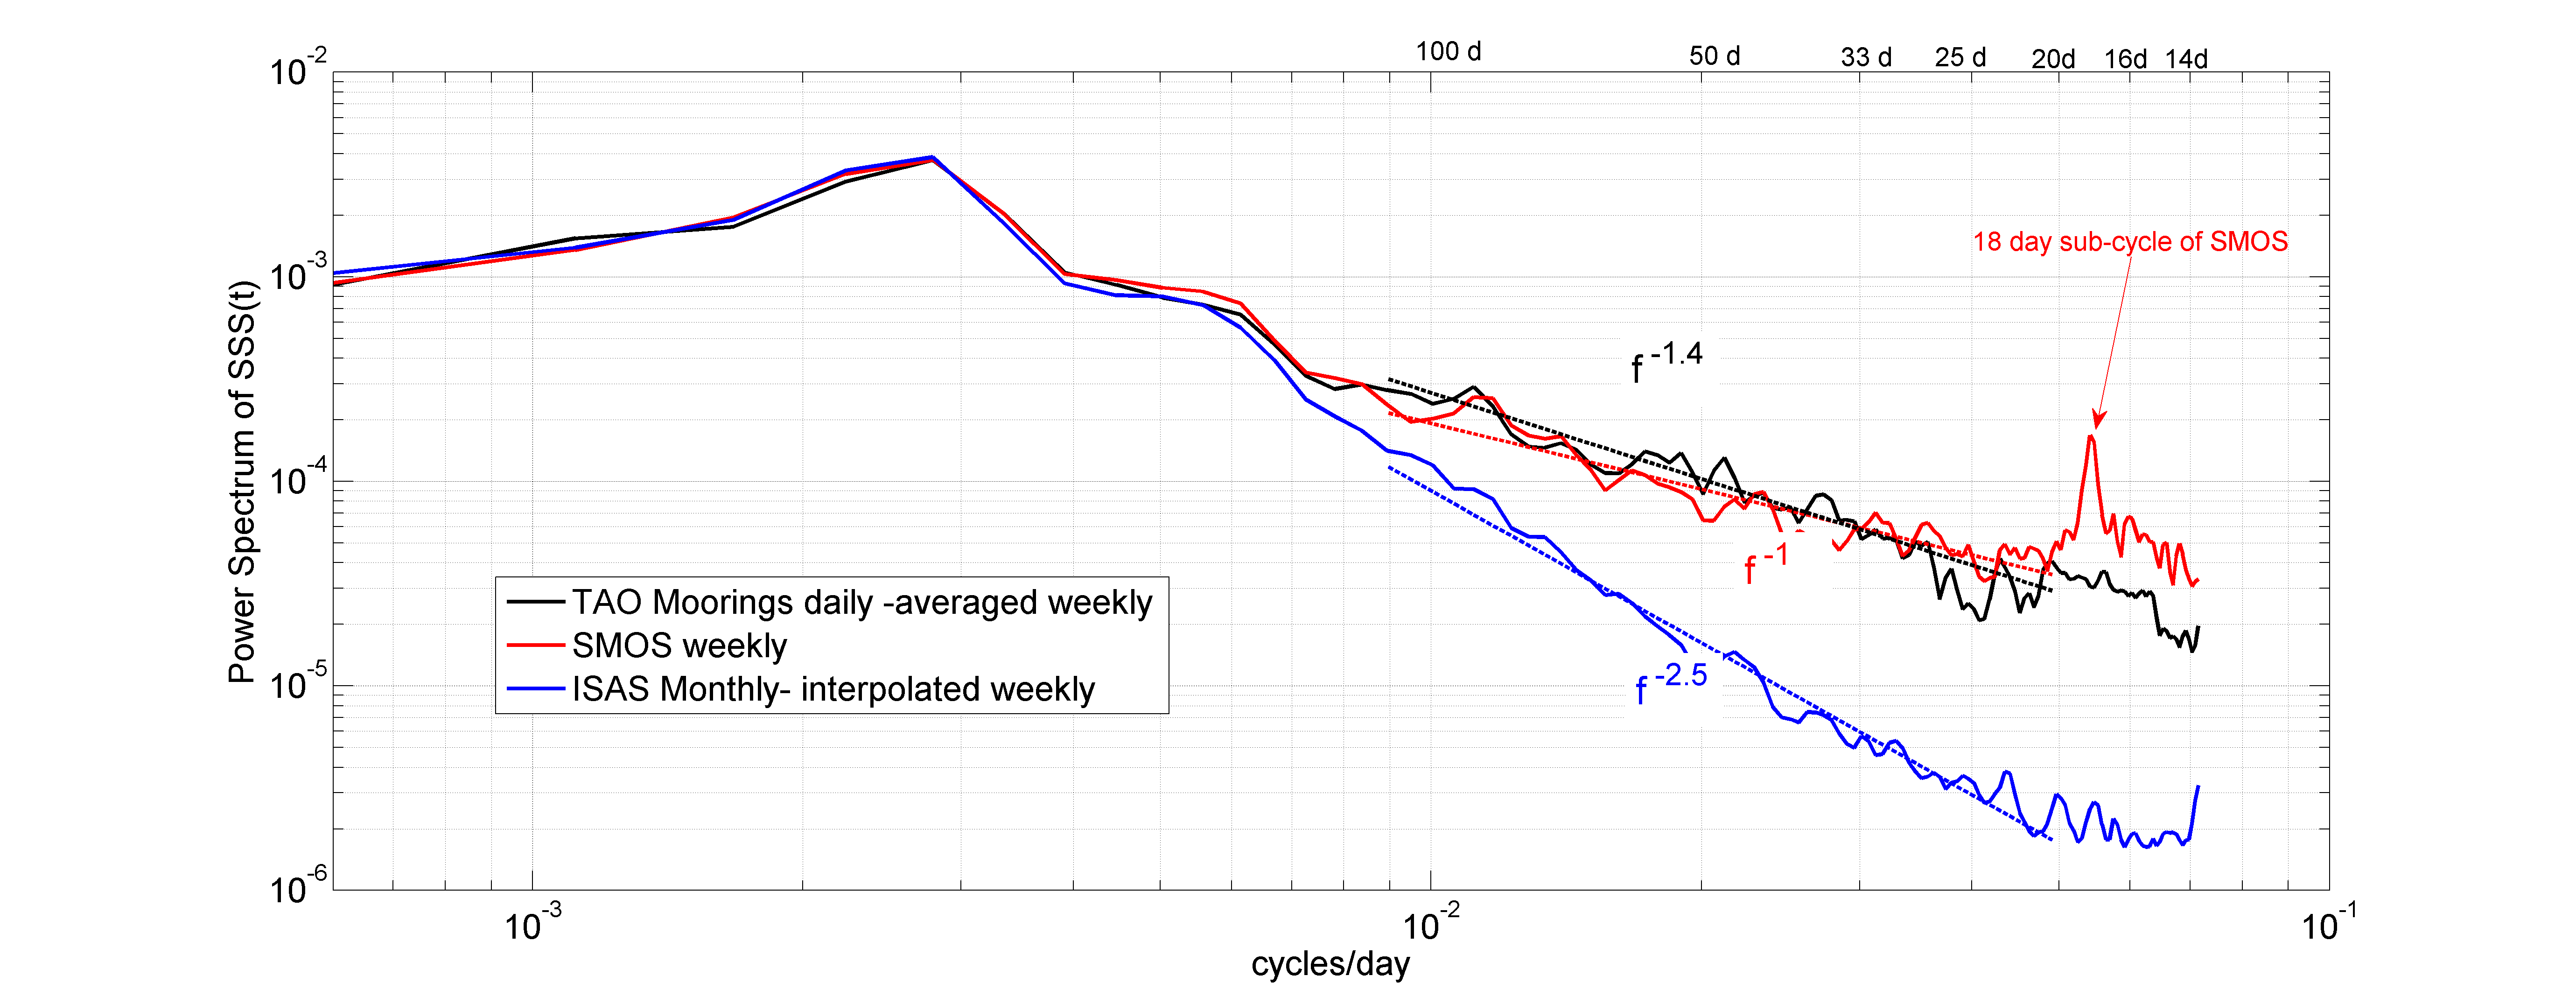 100 d 50 d 33 d 25 d 20d 16d 14d
10^-2
18 day sub-cycle of SMOS
10^-3
f^-1.4
10^-4
f^-1
TAO Moorings daily -averaged weekly
SMOS weekly
ISAS Monthly- interpolated weekly
f^-2.5
10^-5
10^-6
Power Spectrum of SSS(t)
10^-3 10^-2 10^-1
cycles/day